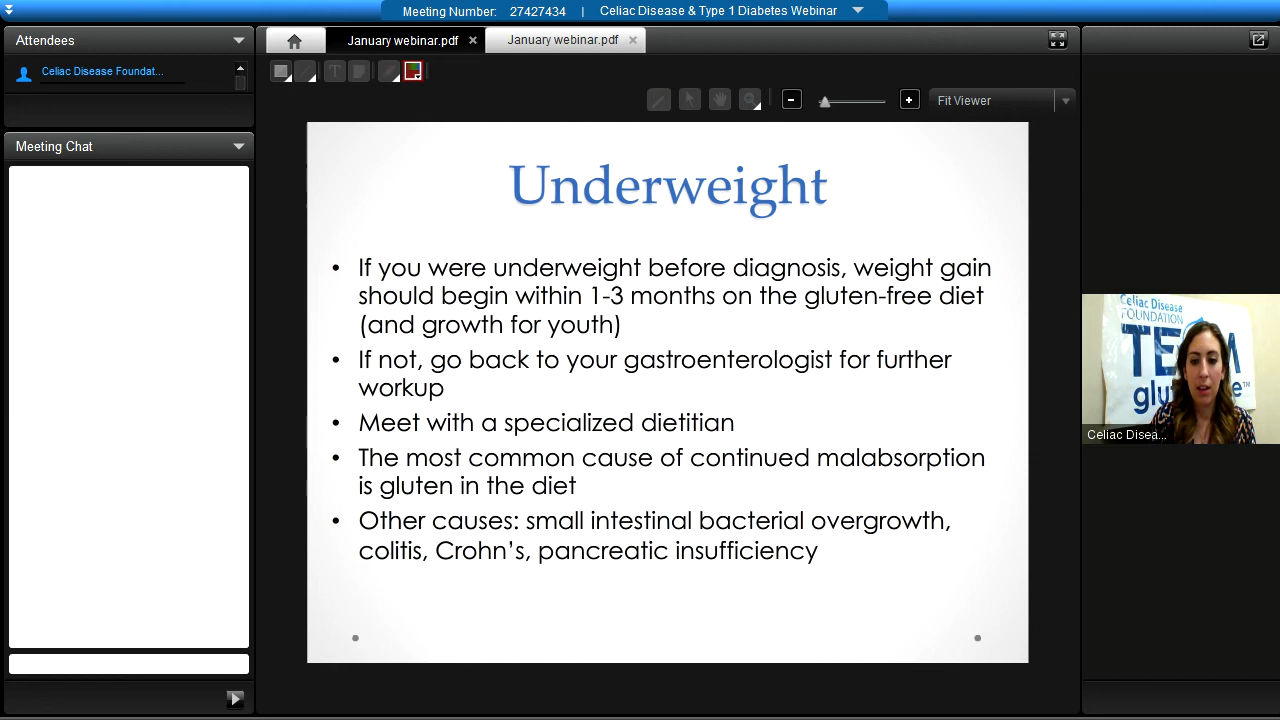 Meeting Number: 27427434 | Celiac Disease & Type 1 Diabetes Webinar
Attendees
Celiac Disease Foundat...
Meeting Chat
January webinar.pdf
January webinar.pdf
T
Fit Viewer
Underweight
• If you were underweight before diagnosis, weight gain
should begin within 1-3 months on the gluten-free diet
(and growth for youth)
• If not, go back to your gastroenterologist for further
workup
• Meet with a specialized dietitian
• The most common cause of continued malabsorption
is gluten in the diet
• Other causes: small intestinal bacterial overgrowth,
colitis, Crohn's, pancreatic insufficiency
Celiac Disease
FOUNDATION
TE M
glu e™
Celiac Disea...